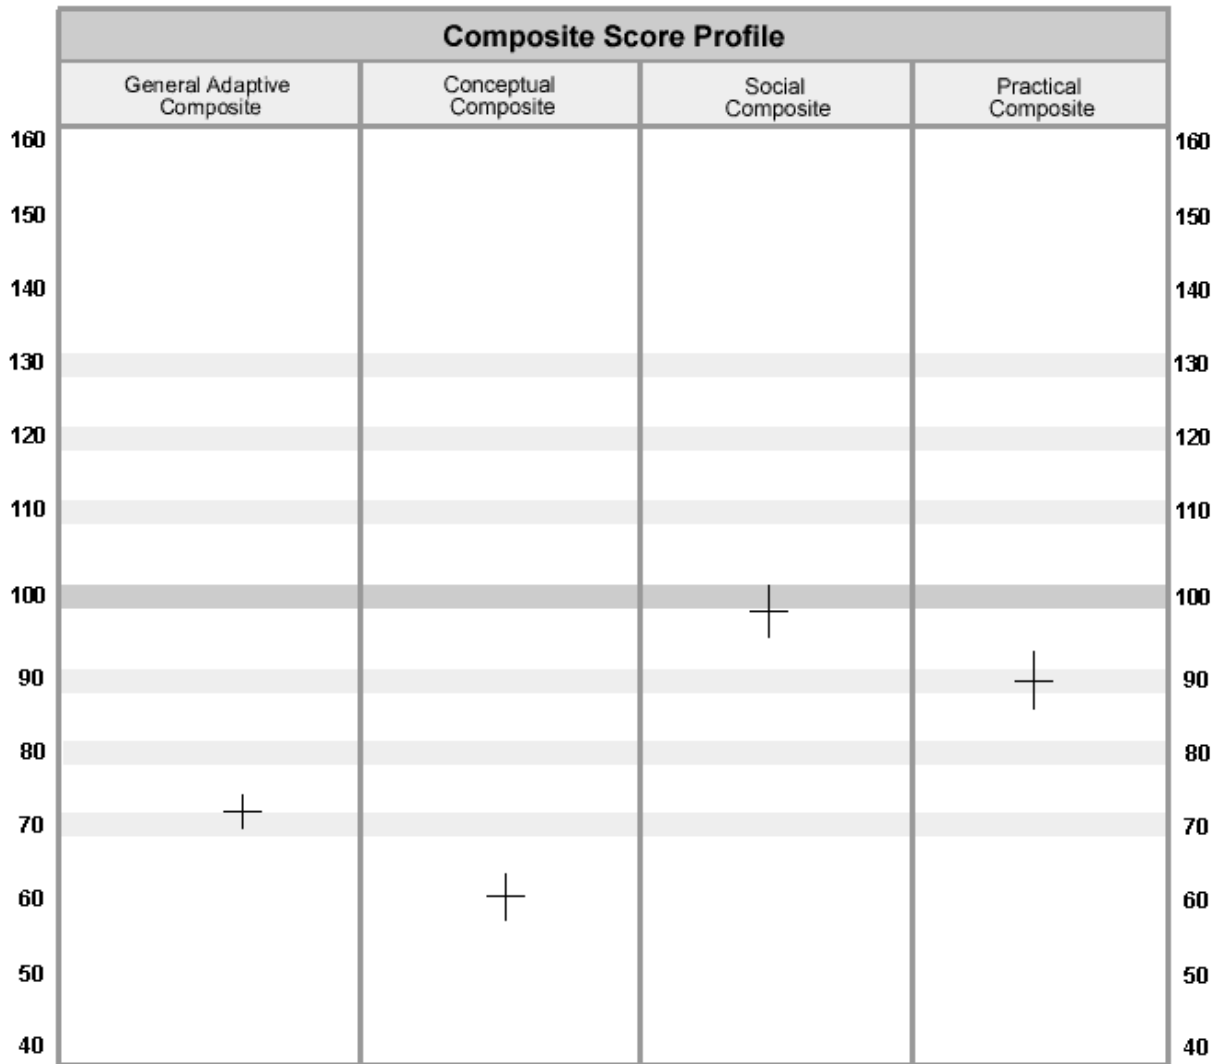 Composite Score Profile
General Adaptive Composite
Conceptual Composite
Social Composite
Practical Composite
160 160
150 150
140 140
130 130
120 120
110 110
100 100
90 90
80 80
70 70
60 60
50 50
40 40